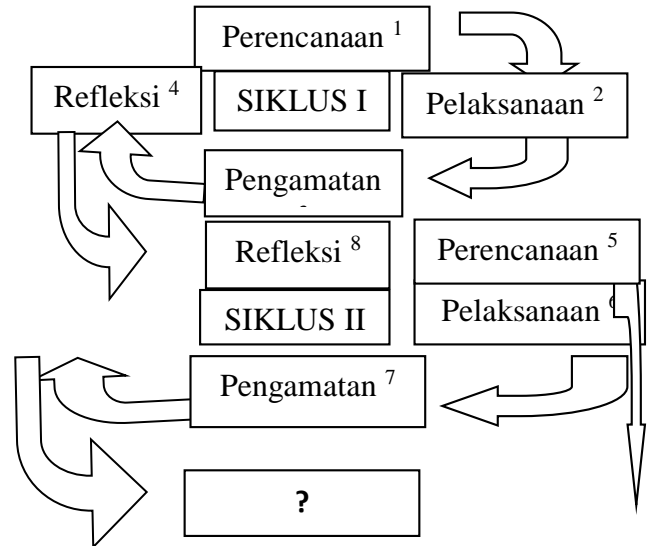 Perencanaan 1
Refleksi 4
SIKLUS I
Pelaksanaan 2
Pengamatan
Refleksi 8
Perencanaan 5
SIKLUS II
Pelaksanaan
Pengamatan 7
?